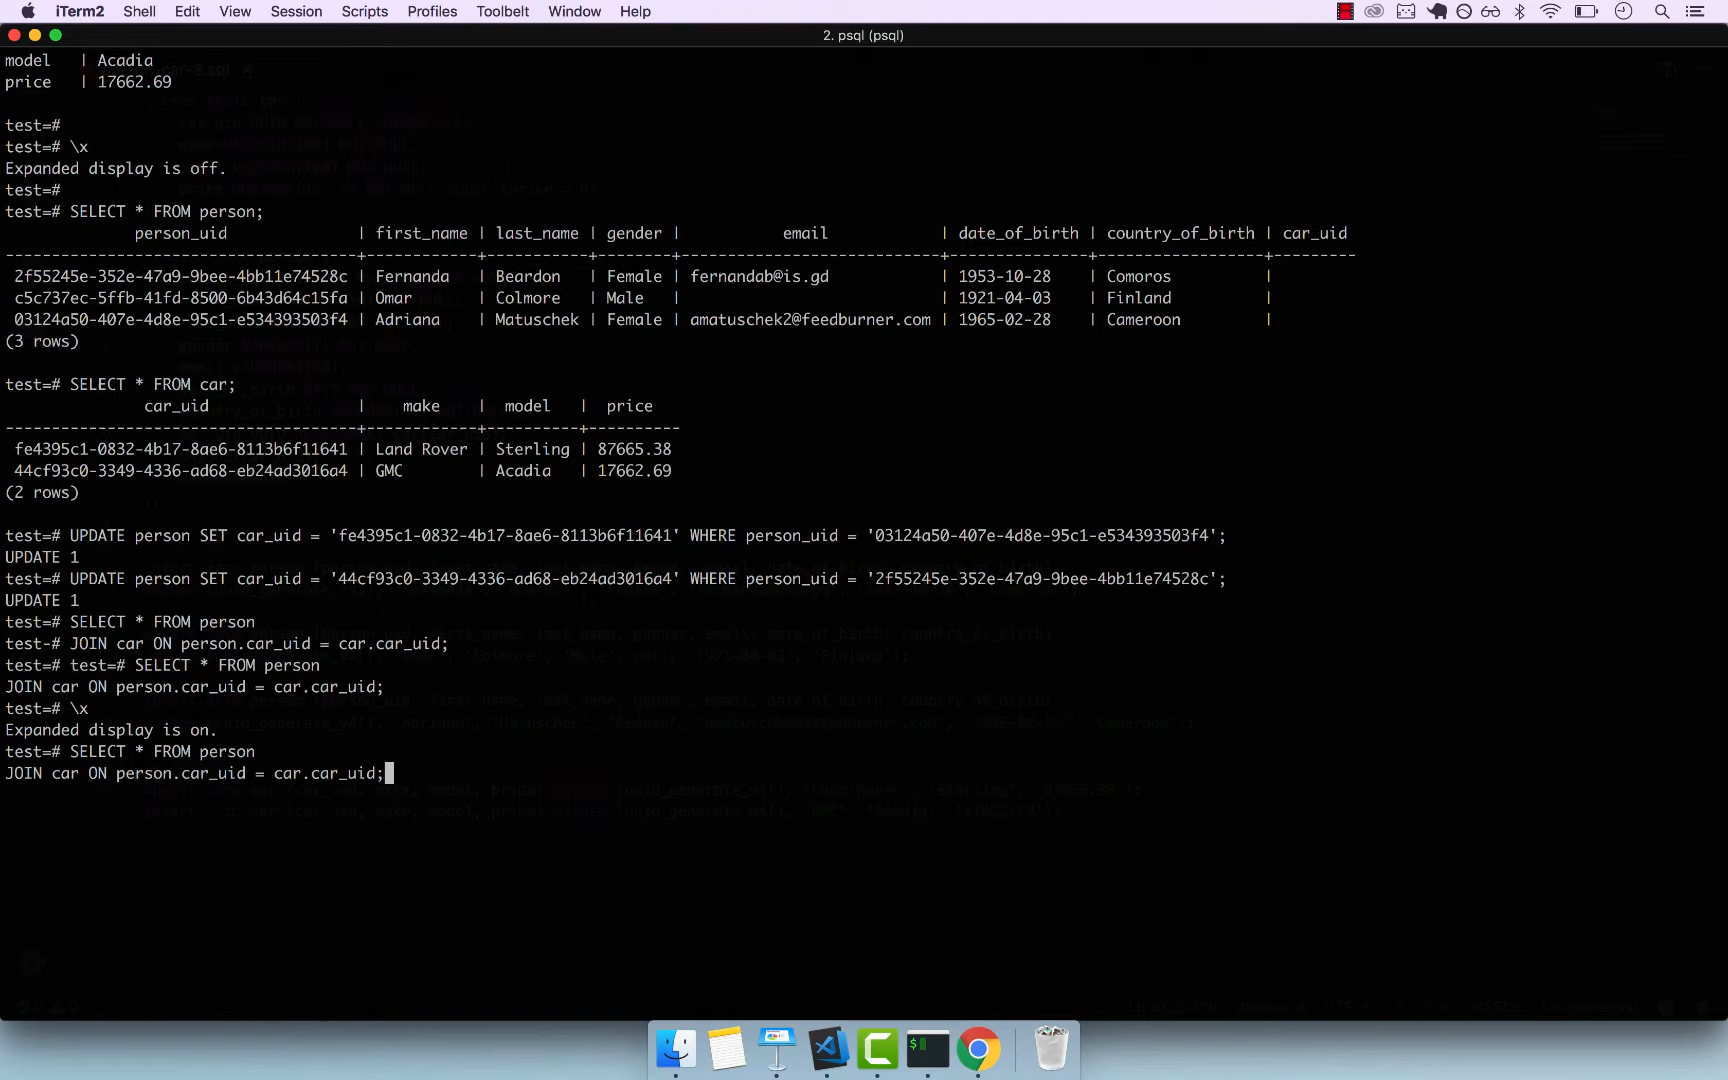 iTerm2 Shell Edit View Session Scripts Profiles Toolbelt Window Help
2. psql (psql)
model | Acadia
price | 17662.69
test=#
test=# \x
Expanded display is off.
test=#
test=# SELECT * FROM person;
person_uid | first_name | last_name | gender | email | date_of_birth | country_of_birth | car_uid
--------------------------------------+------------+-----------+--------+----------------------------+---------------+------------------+---------
2f55245e-352e-47a9-9bee-4bb11e74528c | Fernanda | Beardon | Female | fernandab@is.gd | 1953-10-28 | Comoros |
c5c737ec-5ffb-41fd-8500-6b43d64c15fa | Omar | Colmore | Male | | 1921-04-03 | Finland |
03124a50-407e-4d8e-95c1-e534393503f4 | Adriana | Matuschek | Female | amatuschek2@feedburner.com | 1965-02-28 | Cameroon |
(3 rows)
test=# SELECT * FROM car;
car_uid | make | model | price
--------------------------------------+------------+----------+----------
fe4395c1-0832-4b17-8ae6-8113b6f11641 | Land Rover | Sterling | 87665.38
44cf93c0-3349-4336-ad68-eb24ad3016a4 | GMC | Acadia | 17662.69
(2 rows)
test=# UPDATE person SET car_uid = 'fe4395c1-0832-4b17-8ae6-8113b6f11641' WHERE person_uid = '03124a50-407e-4d8e-95c1-e534393503f4';
UPDATE 1
test=# UPDATE person SET car_uid = '44cf93c0-3349-4336-ad68-eb24ad3016a4' WHERE person_uid = '2f55245e-352e-47a9-9bee-4bb11e74528c';
UPDATE 1
test=# SELECT * FROM person
test-# JOIN car ON person.car_uid = car.car_uid;
test=# test=# SELECT * FROM person
JOIN car ON person.car_uid = car.car_uid;
test=# \x
Expanded display is on.
test=# SELECT * FROM person
JOIN car ON person.car_uid = car.car_uid;